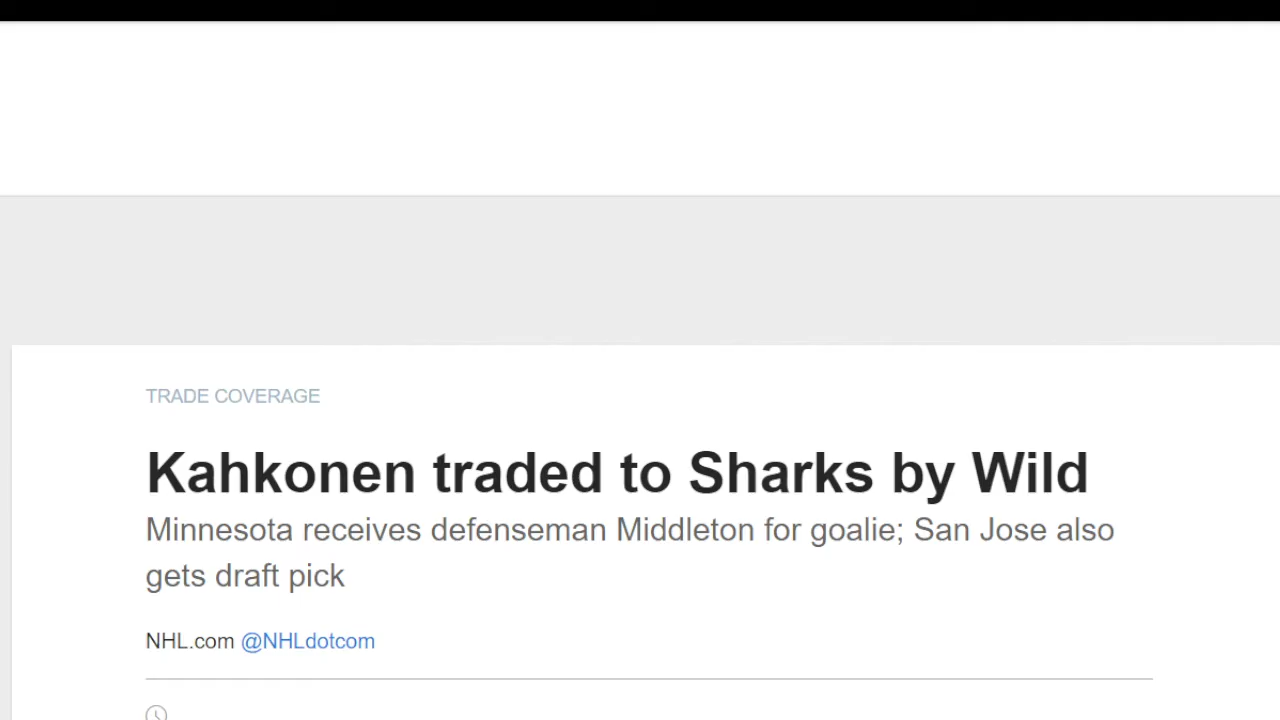 TRADE COVERAGE
Kahkonen traded to Sharks by Wild
Minnesota receives defenseman Middleton for goalie; San Jose also
gets draft pick
NHL.com @NHLdotcom